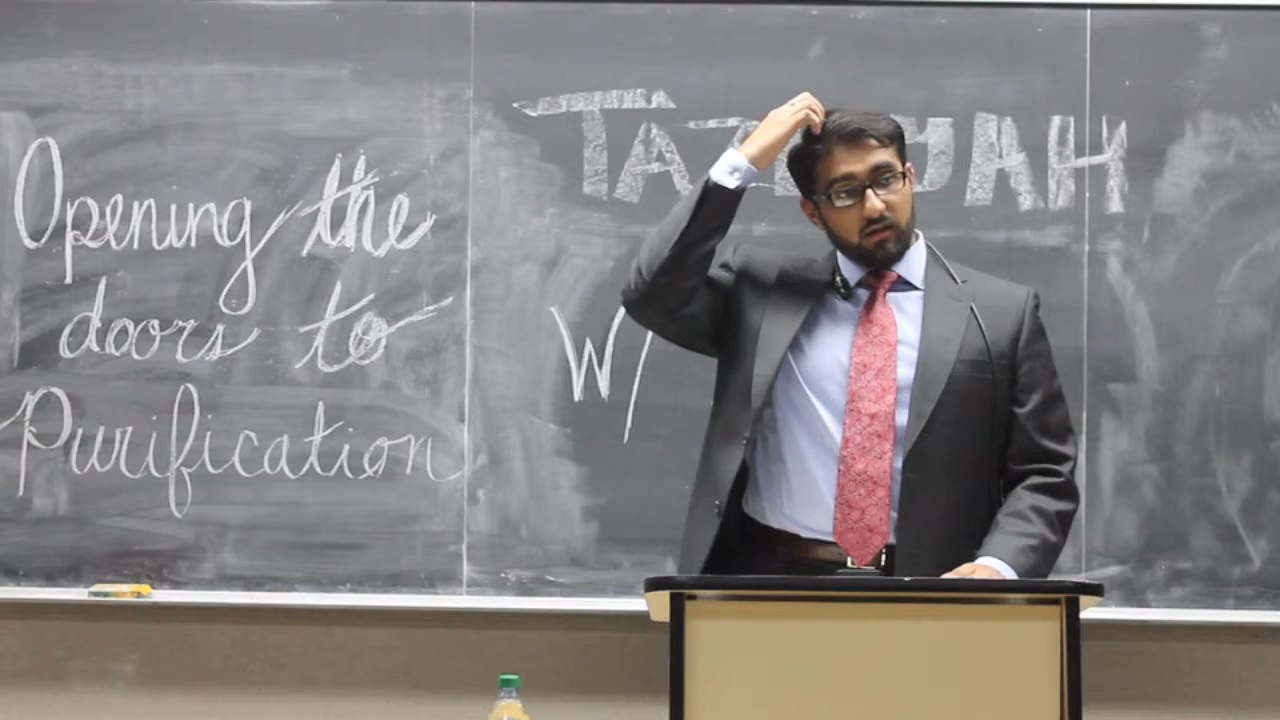 Opening the
doors to
Purification
W/